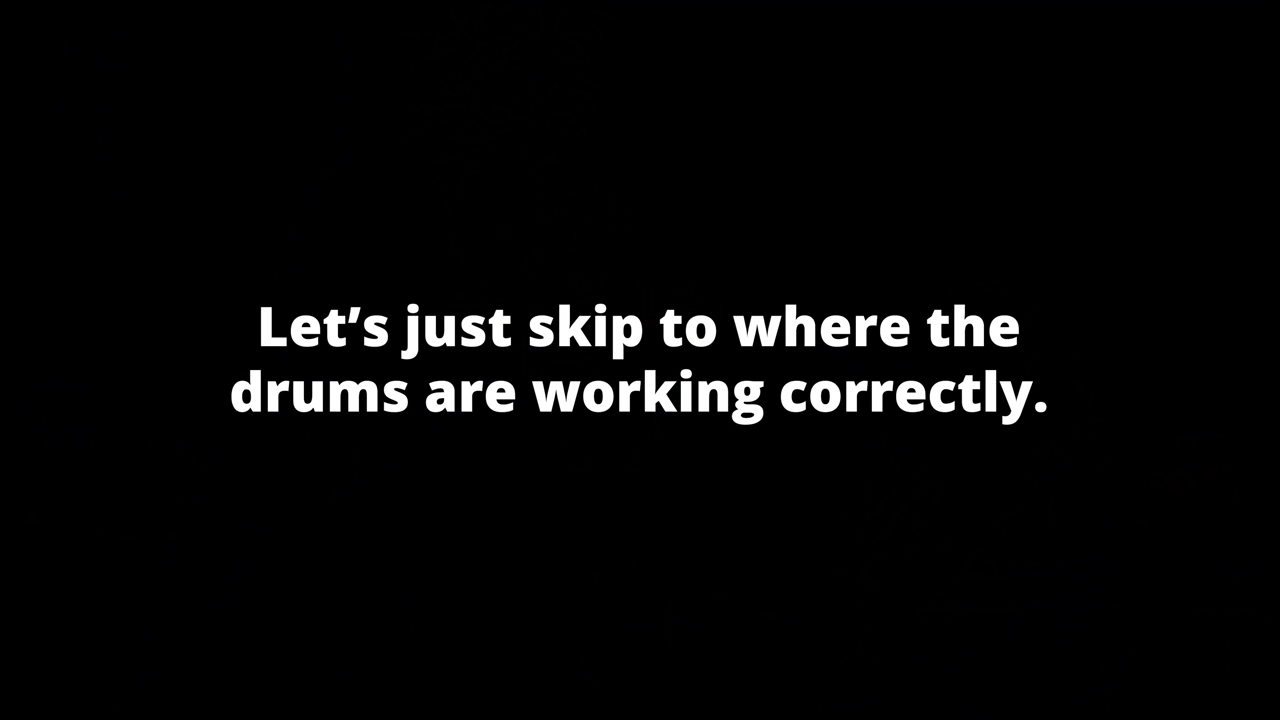 Let’s just skip to where the
drums are working correctly.